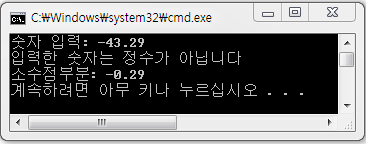 C:₩Windows₩system32₩cmd.exe
숫자 입력: -43.29
입력한 숫자는 정수가 아닙니다
소수점부분: -0.29
계속하려면 아무 키나 누르십시오 . . .